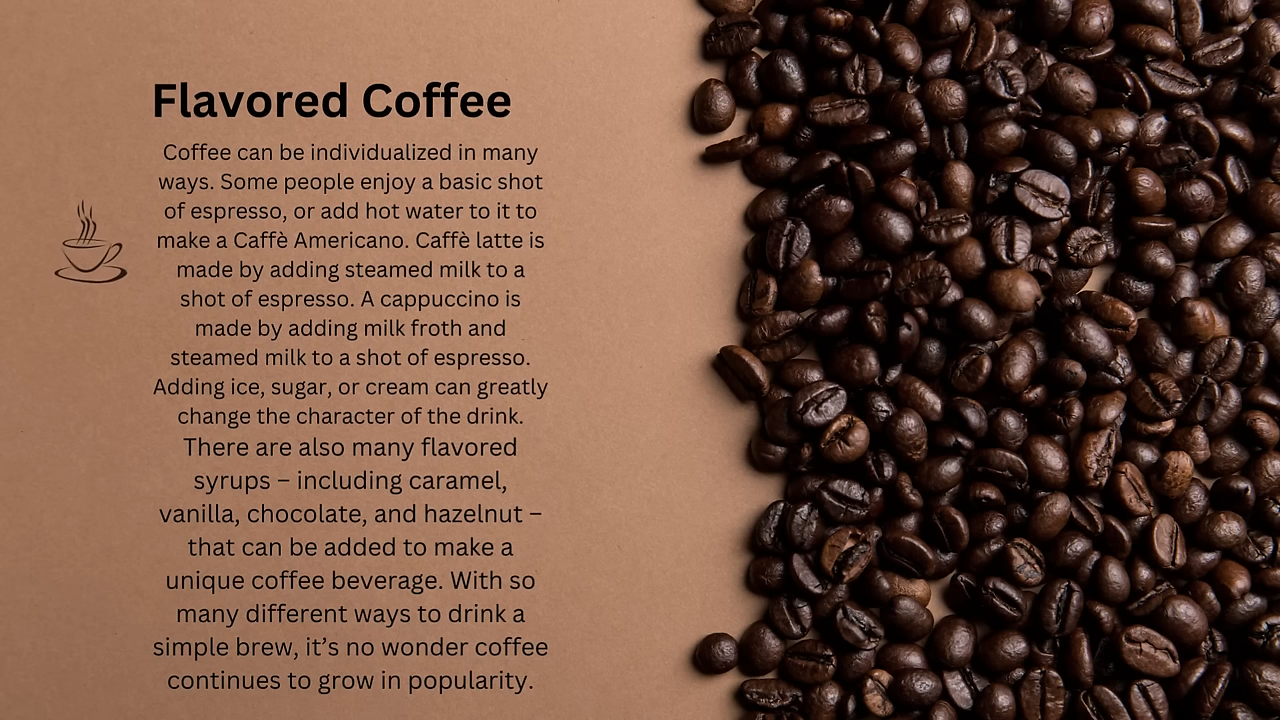 Flavored Coffee
Coffee can be individualized in many
ways. Some people enjoy a basic shot
of espresso, or add hot water to it to
make a Caffè Americano. Caffè latte is
made by adding steamed milk to a
shot of espresso. A cappuccino is
made by adding milk froth and
steamed milk to a shot of espresso.
Adding ice, sugar, or cream can greatly
change the character of the drink.
There are also many flavored
syrups – including caramel,
vanilla, chocolate, and hazelnut –
that can be added to make a
unique coffee beverage. With so
many different ways to drink a
simple brew, it’s no wonder coffee
continues to grow in popularity.